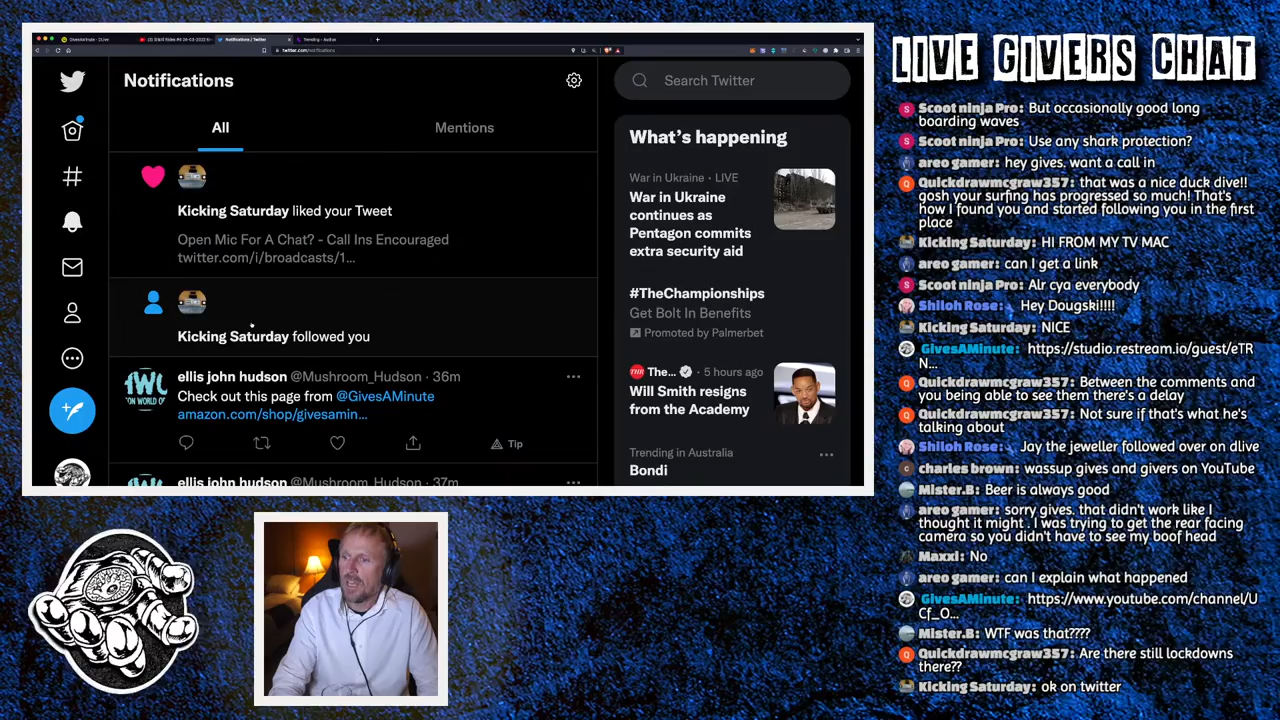 GivesAMinute - DLive
Notifications / Twitter
twitter.com/notifications
Notifications
All
Mentions
Kicking Saturday liked your Tweet
Open Mic For A Chat? - Call Ins Encouraged
twitter.com/i/broadcasts/1...
Kicking Saturday followed you
ellis john hudson @Mushroom_Hudson · 36m
Check out this page from @GivesAMinute
amazon.com/shop/givesamin...
Tip
ellis john hudson @Mushroom_Hudson · 37m
Search Twitter
What's happening
War in Ukraine · LIVE
War in Ukraine
continues as
Pentagon commits
extra security aid
#TheChampionships
Get Bolt In Benefits
Promoted by Palmerbet
The... · 5 hours ago
Will Smith resigns
from the Academy
Trending in Australia
Bondi
LIVE GIVERS CHAT
Scoot ninja Pro: But occasionally good long
boarding waves
Scoot ninja Pro: Use any shark protection?
areo gamer: hey gives. want a call in
Quickdrawmcgraw357: that was a nice duck dive!!
gosh your surfing has progressed so much! That's
how I found you and started following you in the first
place
Kicking Saturday: HI FROM MY TV MAC
areo gamer: can I get a link
Scoot ninja Pro: Alr cya everybody
Shiloh Rose: Hey Dougski!!!!
Kicking Saturday: NICE
GivesAMinute: https://studio.restream.io/guest/eTR
N...
Quickdrawmcgraw357: Between the comments and
you being able to see them there's a delay
Quickdrawmcgraw357: Not sure if that's what he's
talking about
Shiloh Rose: Jay the jeweller followed over on dlive
charles brown: wassup gives and givers on YouTube
Mister.B: Beer is always good
areo gamer: sorry gives. that didn't work like I
thought it might . I was trying to get the rear facing
camera so you didn't have to see my boof head
Maxxi: No
areo gamer: can I explain what happened
GivesAMinute: https://www.youtube.com/channel/U
Cf_O...
Mister.B: WTF was that????
Quickdrawmcgraw357: Are there still lockdowns
there??
Kicking Saturday: ok on twitter